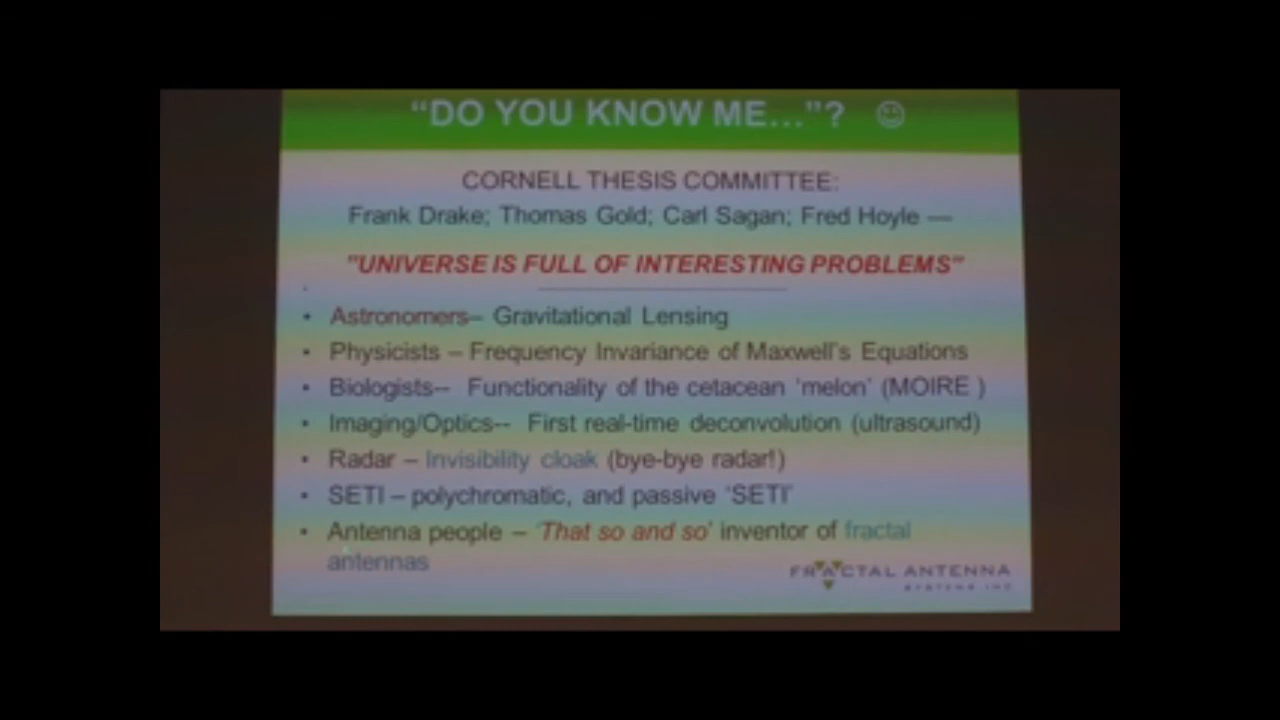 “DO YOU KNOW ME…”? ☺
CORNELL THESIS COMMITTEE:
Frank Drake; Thomas Gold; Carl Sagan; Fred Hoyle —
"UNIVERSE IS FULL OF INTERESTING PROBLEMS"
• Astronomers– Gravitational Lensing
• Physicists – Frequency Invariance of Maxwell's Equations
• Biologists-- Functionality of the cetacean ‘melon’ (MOIRE )
• Imaging/Optics-- First real-time deconvolution (ultrasound)
• Radar – Invisibility cloak (bye-bye radar!)
• SETI – polychromatic, and passive ‘SETI’
• Antenna people – ‘That so and so’ inventor of fractal
antennas
FRACTAL ANTENNA
SYSTEMS INC